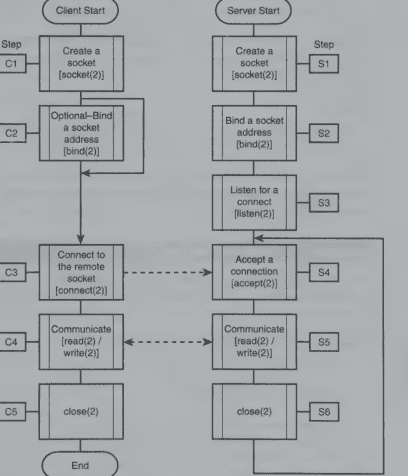 Client Start
Step
C1
Create a
socket
[socket(2)]
C2
Optional–Bind
a socket
address
[bind(2)]
C3
Connect to
the remote
socket
[connect(2)]
C4
Communicate
[read(2) /
write(2)]
C5
close(2)
End
Server Start
Step
Create a
socket
[socket(2)]
S1
Bind a socket
address
[bind(2)]
S2
Listen for a
connect
[listen(2)]
S3
Accept a
connection
[accept(2)]
S4
Communicate
[read(2) /
write(2)]
S5
close(2)
S6